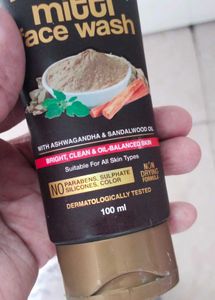 mitti
face wash
WITH ASHWAGANDHA & SANDALWOOD OIL
BRIGHT, CLEAN & OIL-BALANCED SKIN
Suitable For All Skin Types
NO PARABENS, SULPHATE
SILICONES, COLOR
NON
DRYING
FORMULA
DERMATOLOGICALLY TESTED
100 ml